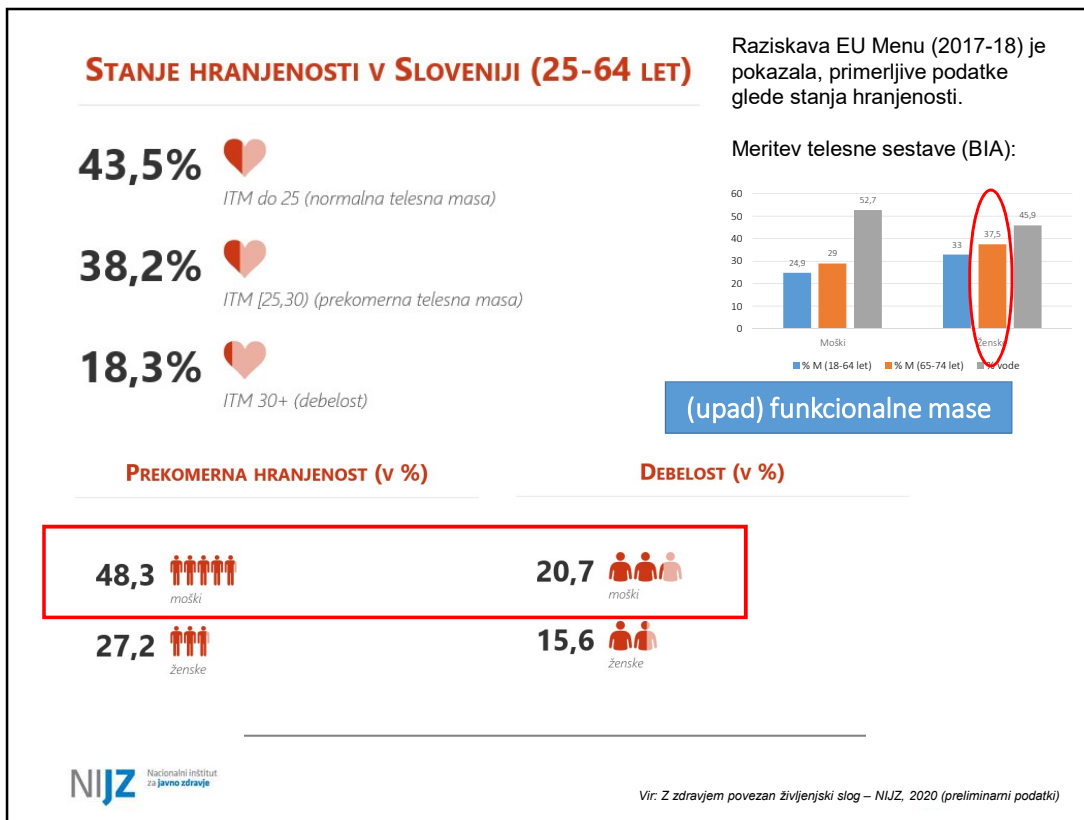 STANJE HRANJENOSTI V SLOVENIJI (25-64 LET)
43,5%
ITM do 25 (normalna telesna masa)
38,2%
ITM [25,30) (prekomerna telesna masa)
18,3%
ITM 30+ (debelost)
Raziskava EU Menu (2017-18) je
pokazala, primerljive podatke
glede stanja hranjenosti.
Meritev telesne sestave (BIA):
60
50
40
30
20
10
0
24,9
29
52,7
33
37,5
45,9
Moški
Ženske
% M (18-64 let) % M (65-74 let) % vode
(upad) funkcionalne mase
PREKOMERNA HRANJENOST (V %)
48,3
moški
27,2
ženske
DEBELOST (V %)
20,7
moški
15,6
ženske
NIJZ Nacionalni inštitut
za javno zdravje
Vir: Z zdravjem povezan življenjski slog – NIJZ, 2020 (preliminarni podatki)